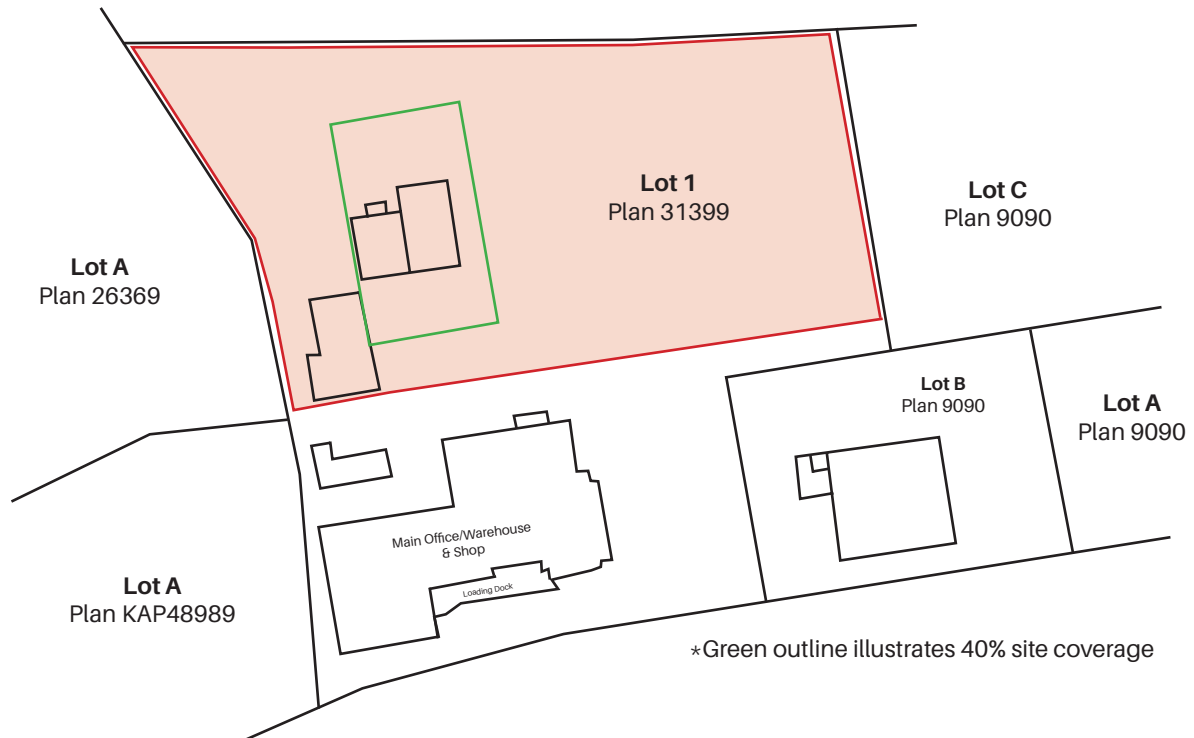 Lot 1
Plan 31399
Lot C
Plan 9090
Lot A
Plan 26369
Lot B
Plan 9090
Lot A
Plan 9090
Main Office/Warehouse
& Shop
Loading Dock
Lot A
Plan KAP48989
*Green outline illustrates 40% site coverage